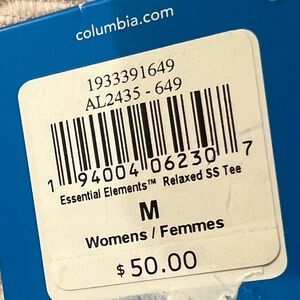 columbia.com
1933391649
AL2435 - 649
1 94004 06230 7
Essential Elements™ Relaxed SS Tee
M
Womens / Femmes
$ 50.00